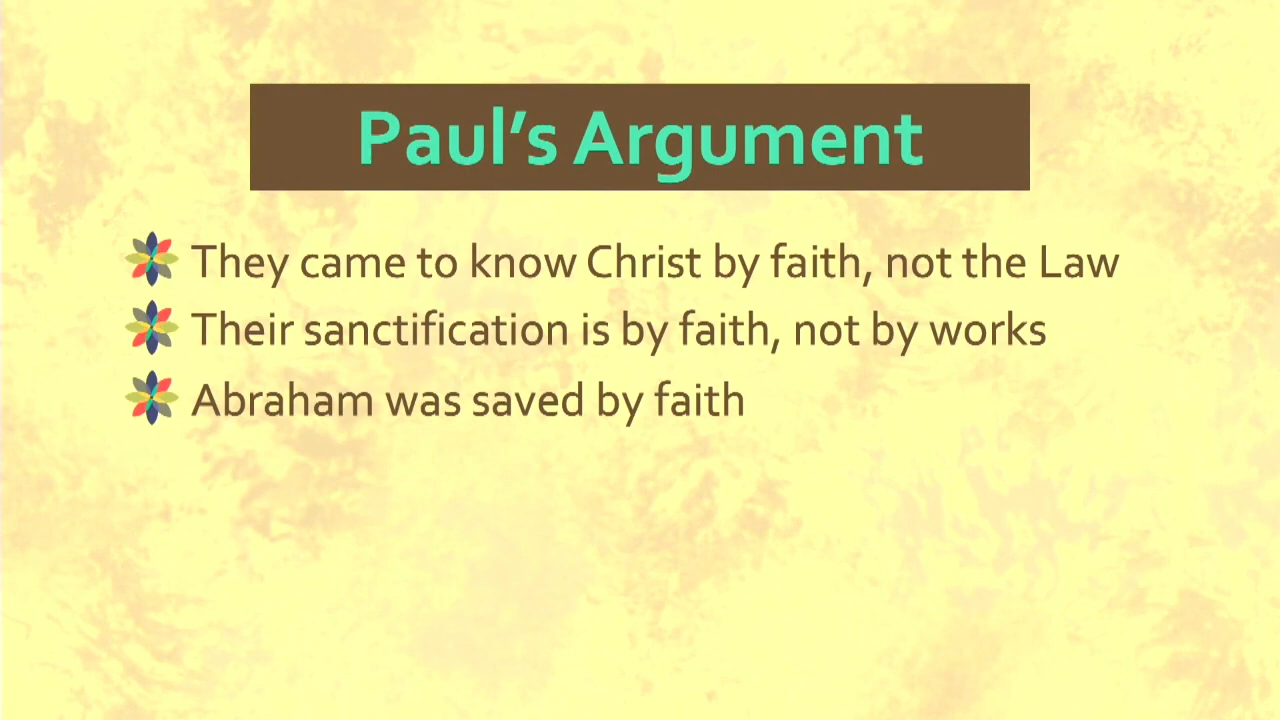 Paul’s Argument
They came to know Christ by faith, not the Law
Their sanctification is by faith, not by works
Abraham was saved by faith